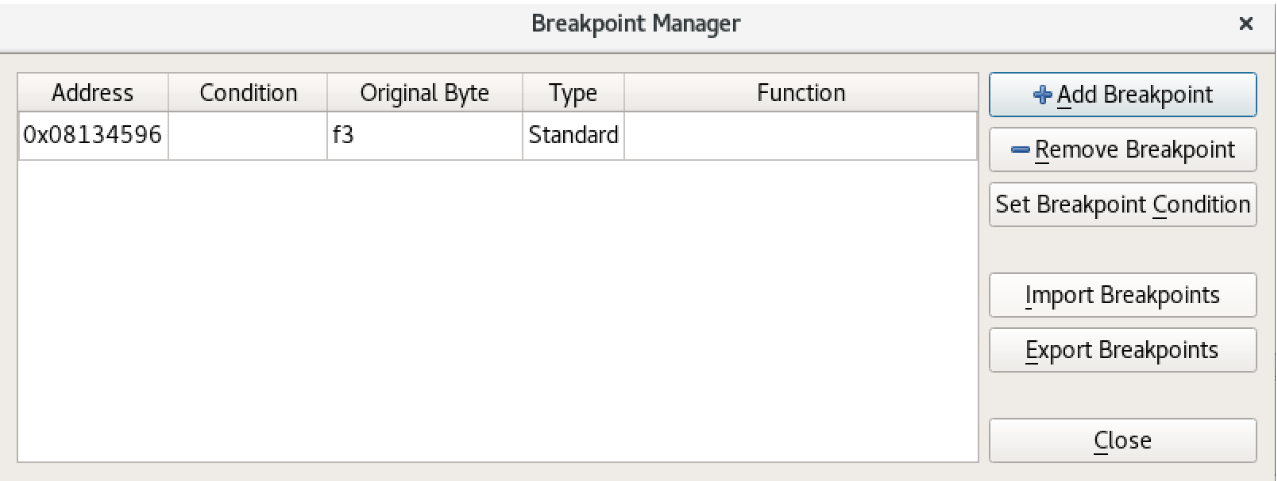 Breakpoint Manager ×
Address Condition Original Byte Type Function
0x08134596 f3 Standard
Add Breakpoint
Remove Breakpoint
Set Breakpoint Condition
Import Breakpoints
Export Breakpoints
Close